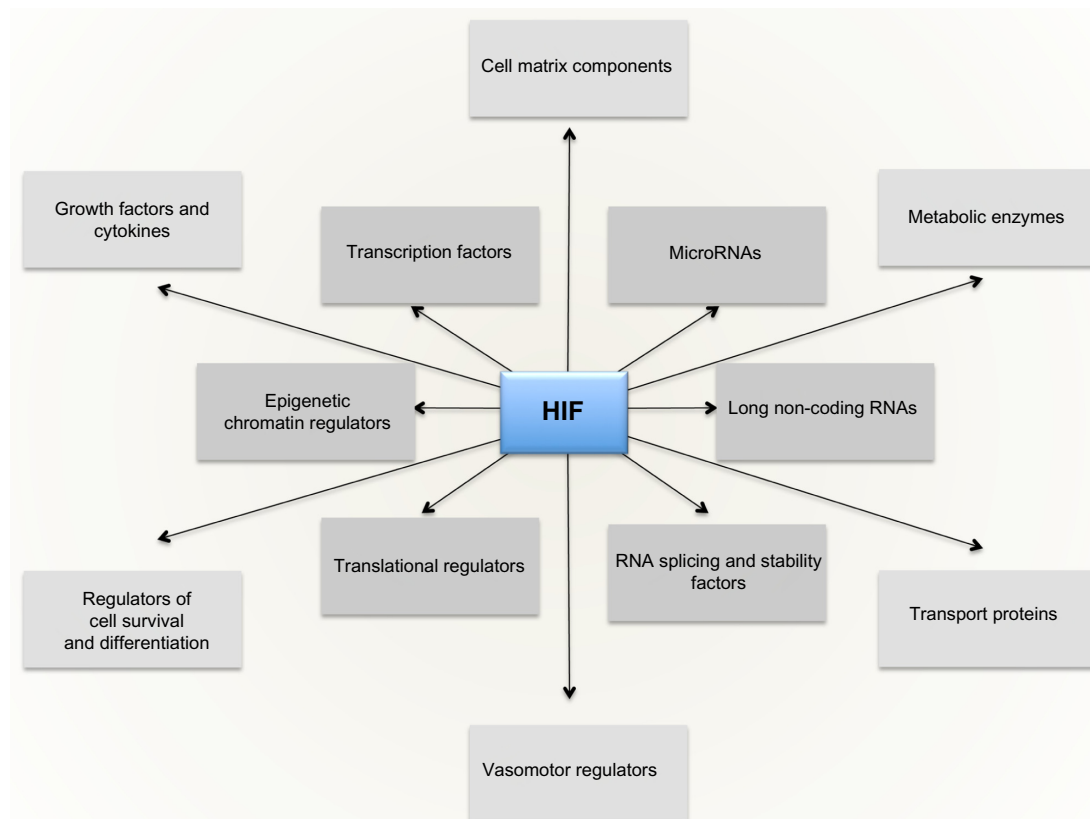 Cell matrix components
Growth factors and
cytokines
Metabolic enzymes
Transcription factors
MicroRNAs
Epigenetic
chromatin regulators
HIF
Long non-coding RNAs
Translational regulators
RNA splicing and stability
factors
Regulators of
cell survival
and differentiation
Transport proteins
Vasomotor regulators